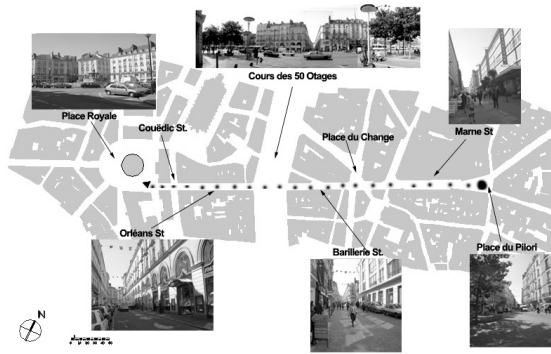 Cours des 50 Otages
Place Royale
Couëdic St.
Place du Change
Marne St
Orléans St
Barillerie St.
Place du Pilori
N